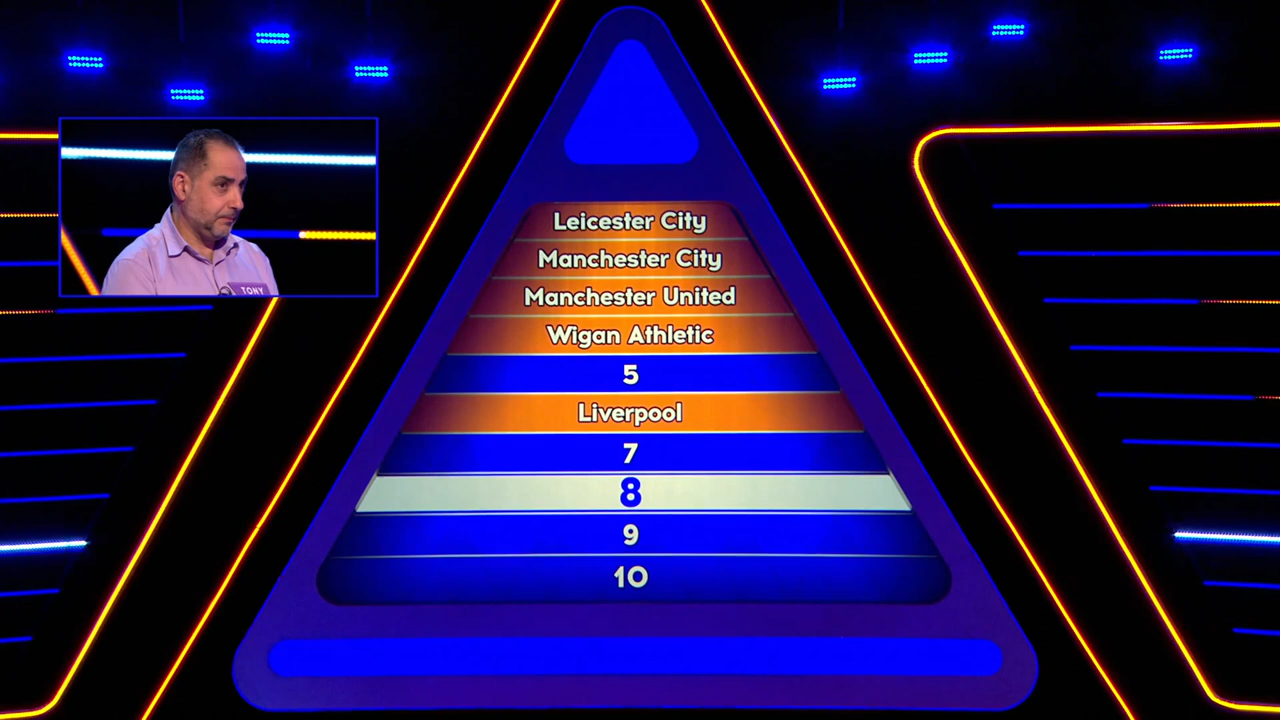 TONY
Leicester City
Manchester City
Manchester United
Wigan Athletic
5
Liverpool
7
8
9
10